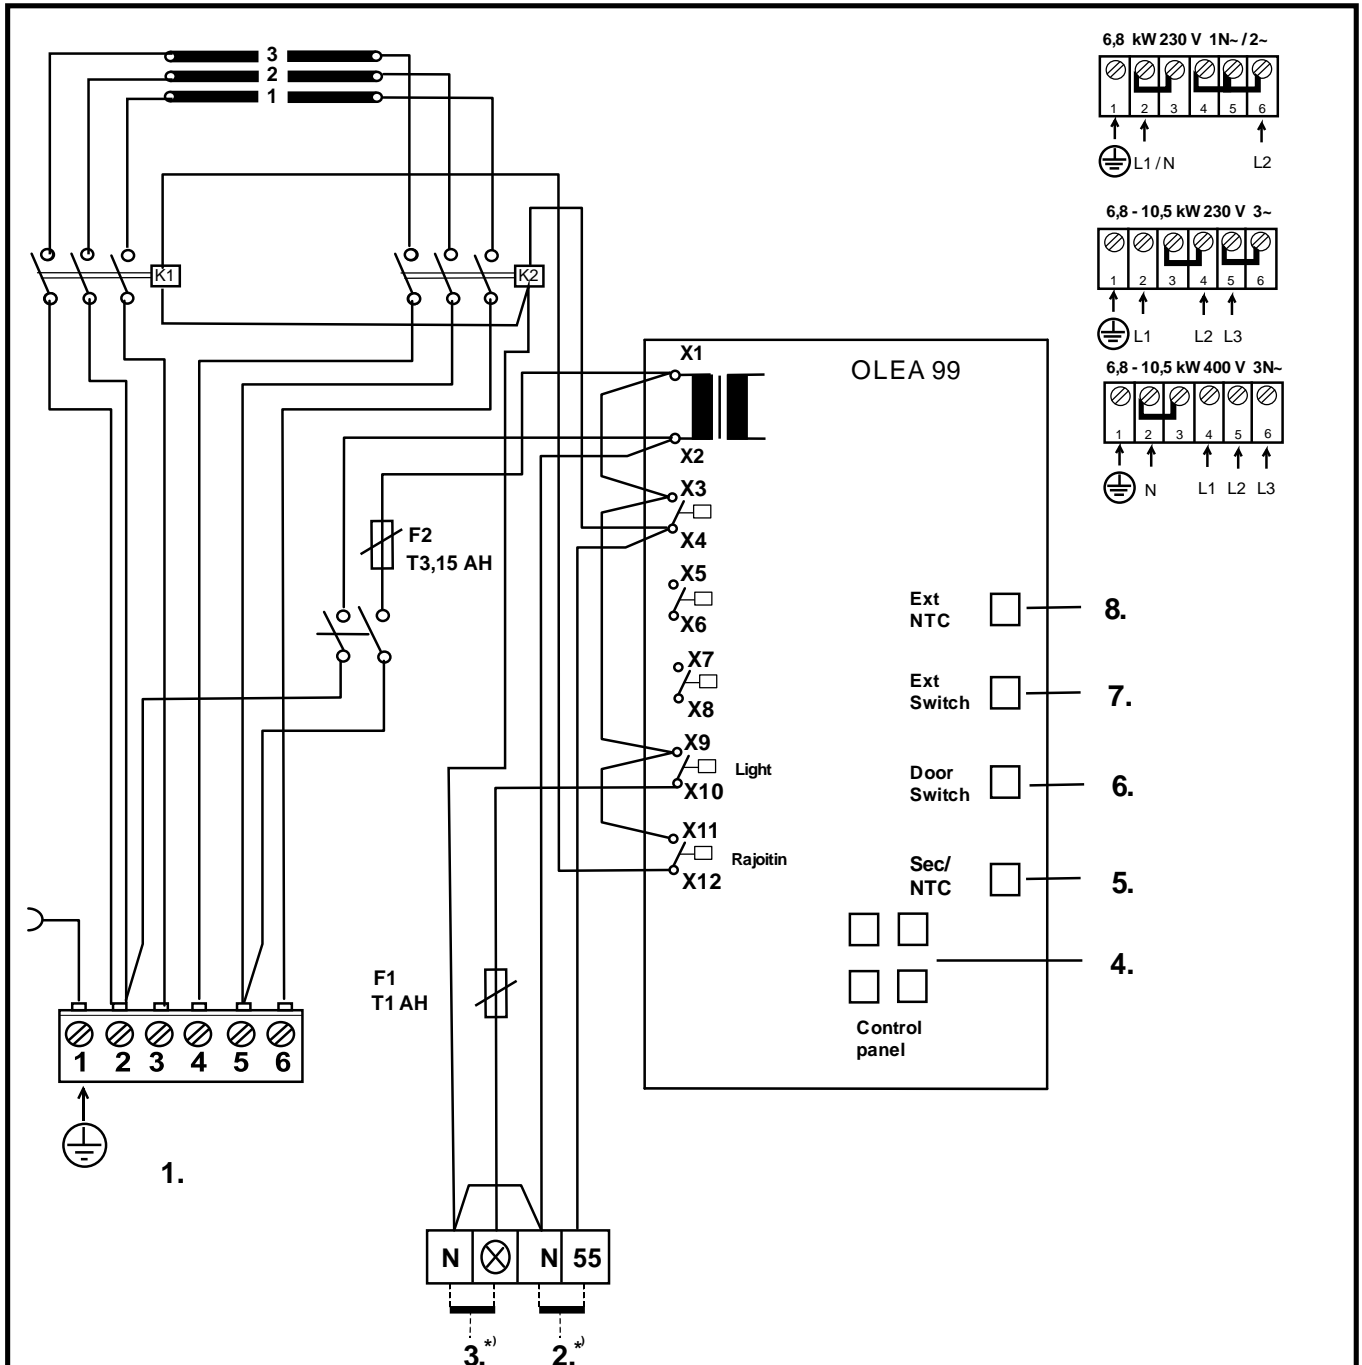 3
2
1
K1
K2
6,8 kW 230 V 1N~ / 2~
1 2 3 4 5 6
L1 / N L2
6,8 - 10,5 kW 230 V 3~
1 2 3 4 5 6
L1 L2 L3
6,8 - 10,5 kW 400 V 3N~
1 2 3 4 5 6
N L1 L2 L3
OLEA 99
X1
X2
X3
X4
X5
X6
X7
X8
X9
Light
X10
X11
Rajoitin
X12
F2
T3,15 AH
Ext
NTC
8.
Ext
Switch
7.
Door
Switch
6.
Sec/
NTC
5.
4.
Control
panel
F1
T1 AH
1 2 3 4 5 6
1.
N N 55
3.*) 2.*)